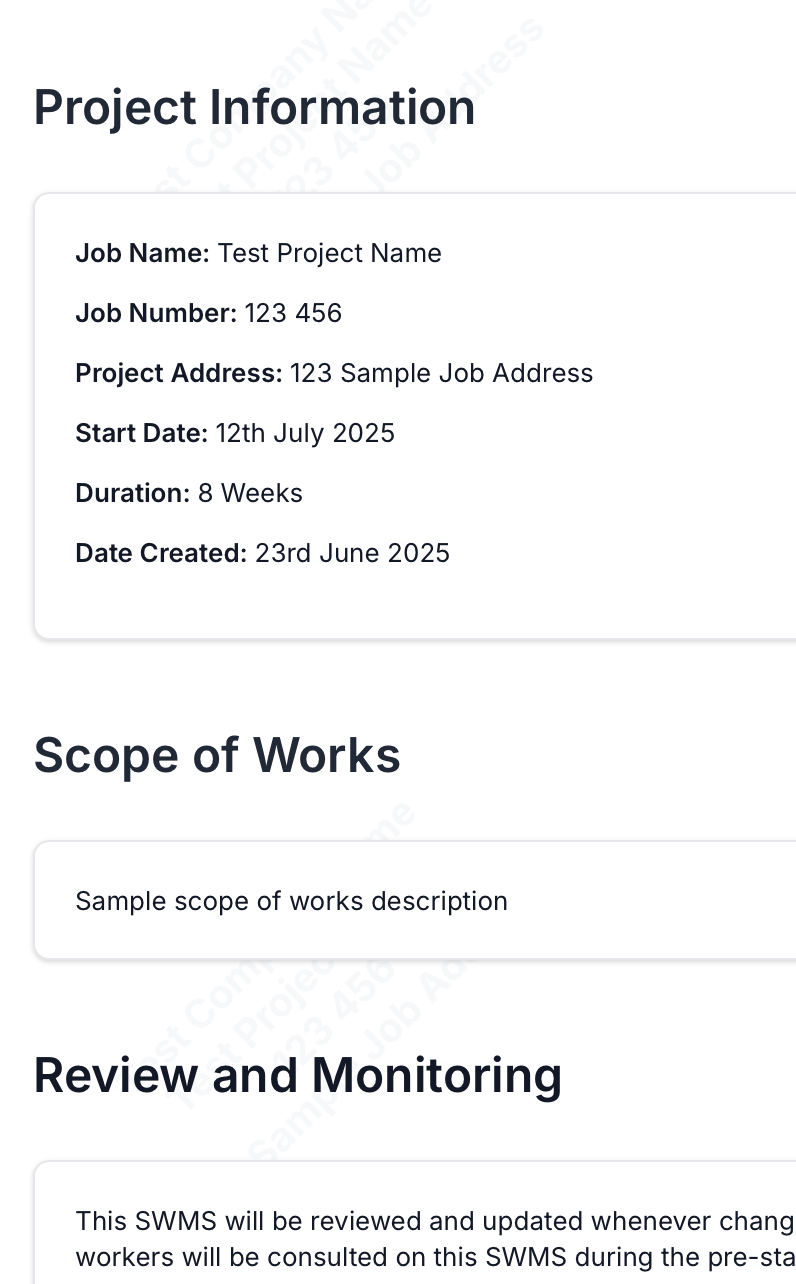 Project Information
Job Name: Test Project Name
Job Number: 123 456
Project Address: 123 Sample Job Address
Start Date: 12th July 2025
Duration: 8 Weeks
Date Created: 23rd June 2025
Scope of Works
Sample scope of works description
Review and Monitoring
This SWMS will be reviewed and updated whenever chang
workers will be consulted on this SWMS during the pre-sta